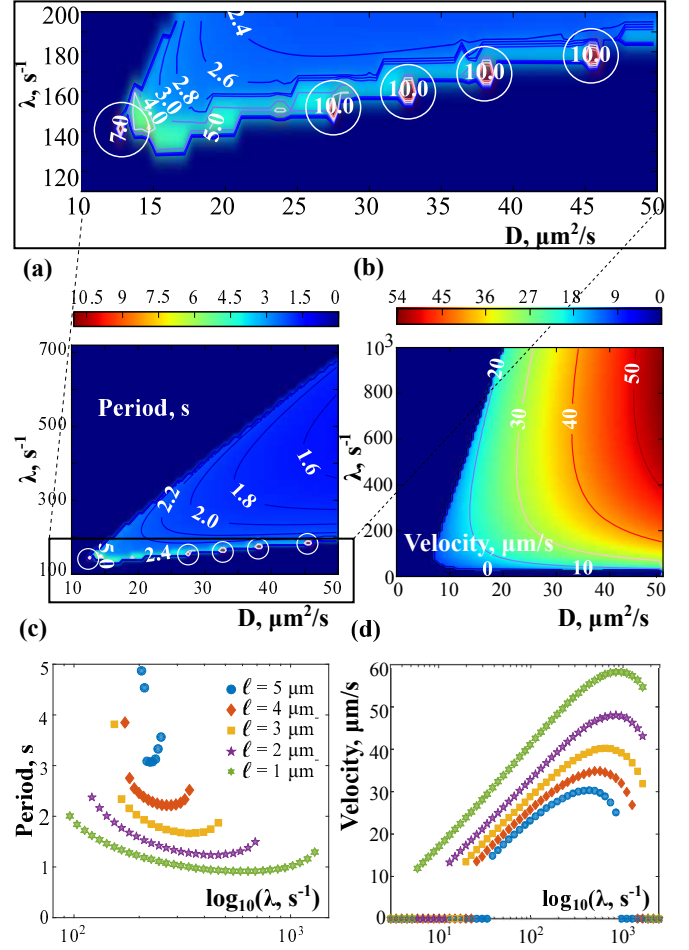 200
180
160
140
120
λ, s⁻¹
2.4
2.6
2.8
3.0
4.0
7.0
5.0
10.0
10.0
10.0
10.0
10 15 20 25 30 35 40 45 50
D, μm²/s
(a) (b)
10.5 9 7.5 6 4.5 3 1.5 0
54 45 36 27 18 9 0
700
500
300
100
λ, s⁻¹
Period, s
2.2
2.0
1.8
1.6
5.0
2.4
10 20 30 40 50
D, μm²/s
10³
800
600
400
200
0
λ, s⁻¹
20
30
40
50
Velocity, μm/s
0 10
0 10 20 30 40 50
D, μm²/s
(c) (d)
5
4
3
2
1
0
Period, s
ℓ = 5 μm
ℓ = 4 μm
ℓ = 3 μm
ℓ = 2 μm
ℓ = 1 μm
log₁₀(λ, s⁻¹)
10² 10³
60
50
40
30
20
10
0
Velocity, μm/s
log₁₀(λ, s⁻¹)
10¹ 10² 10³